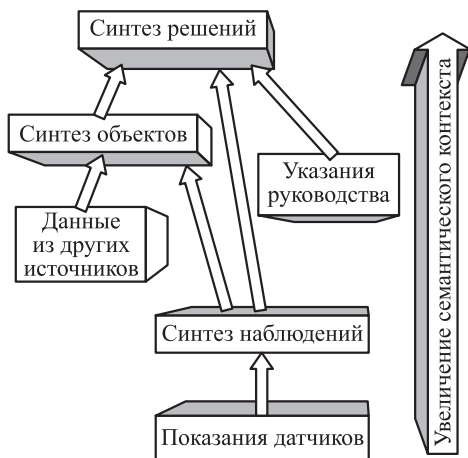 Синтез решений
Синтез объектов
Указания
руководства
Данные
из других
источников
Синтез наблюдений
Показания датчиков
Увеличение семантического контекста